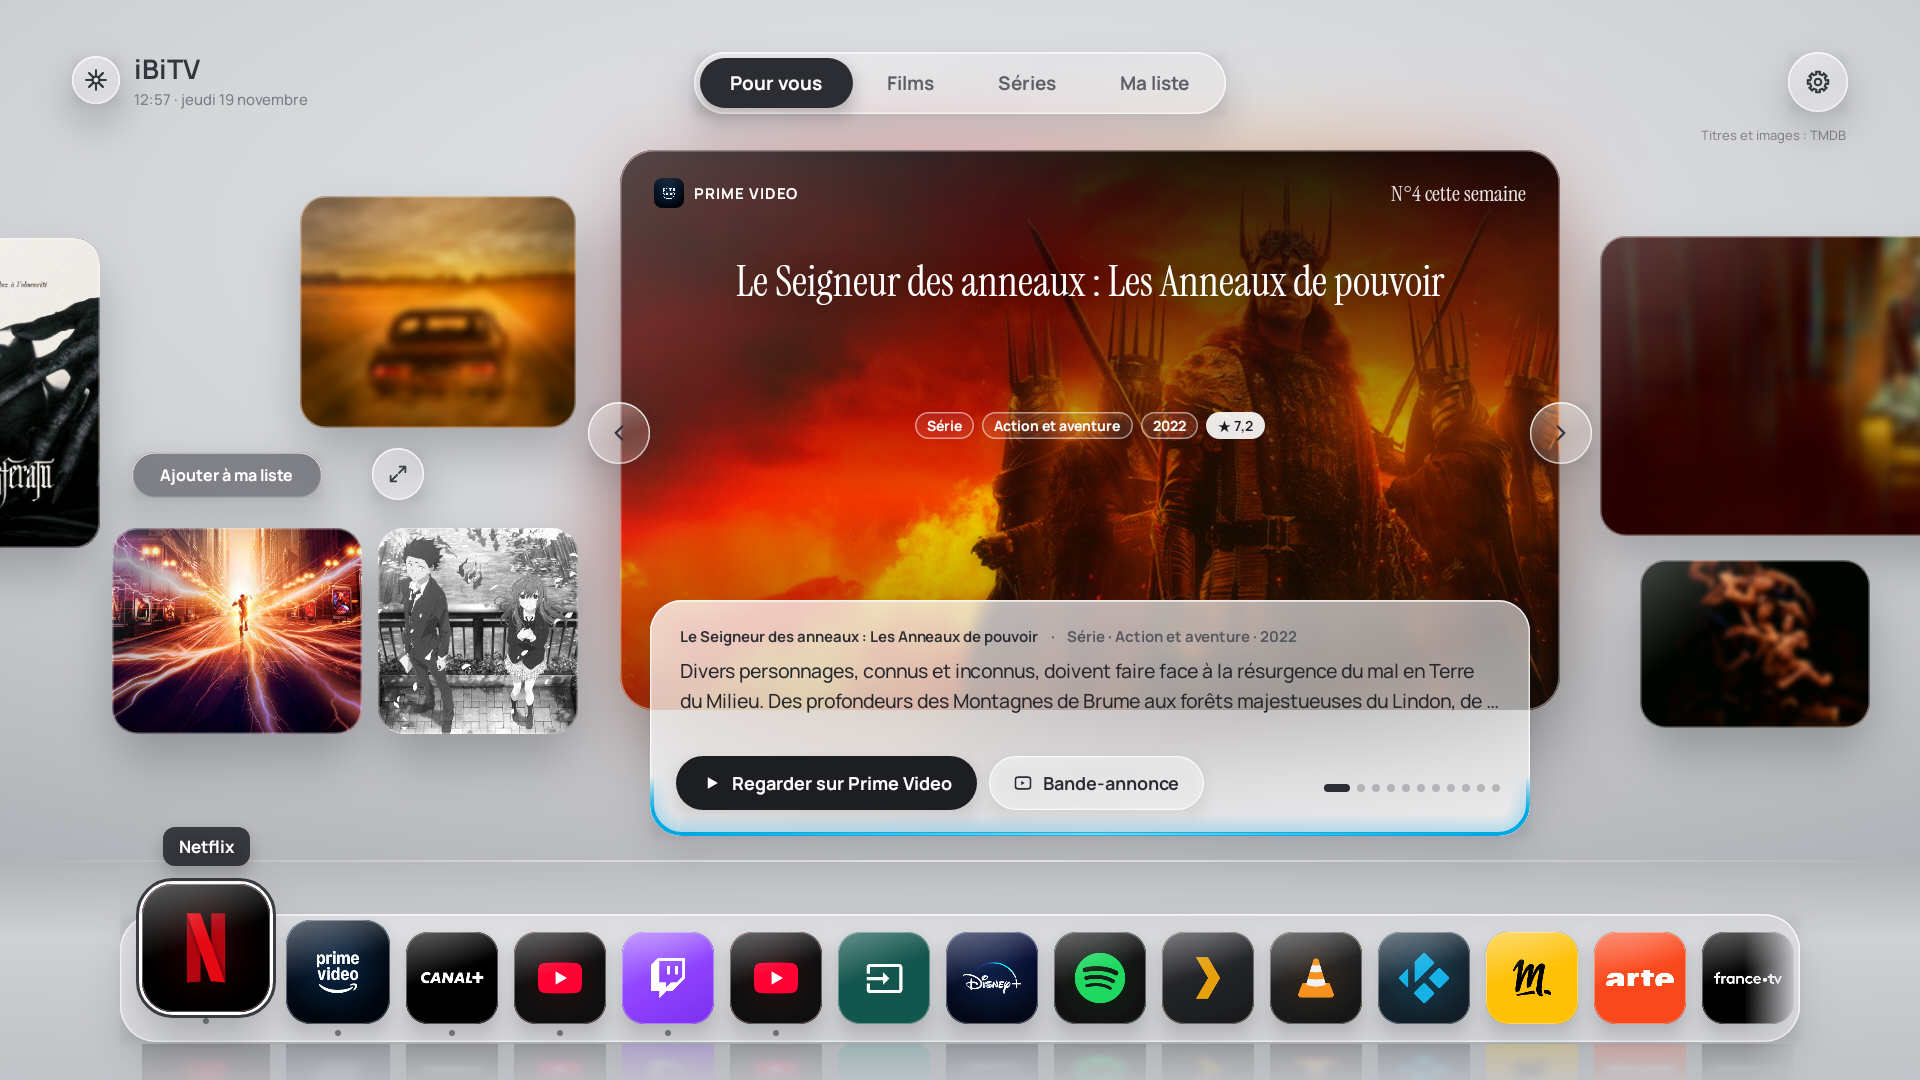 iBiTV
12:57 · jeudi 19 novembre
Pour vous
Films
Séries
Ma liste
Titres et images : TMDB
PRIME VIDEO
N°4 cette semaine
Le Seigneur des anneaux : Les Anneaux de pouvoir
Série
Action et aventure
2022
★ 7,2
à l'obscurité
Ajouter à ma liste
Le Seigneur des anneaux : Les Anneaux de pouvoir · Série · Action et aventure · 2022
Divers personnages, connus et inconnus, doivent faire face à la résurgence du mal en Terre
du Milieu. Des profondeurs des Montagnes de Brume aux forêts majestueuses du Lindon, de ...
Regarder sur Prime Video
Bande-annonce
Netflix
N
prime
video
CANAL+
Disney+
M.
arte
france•tv